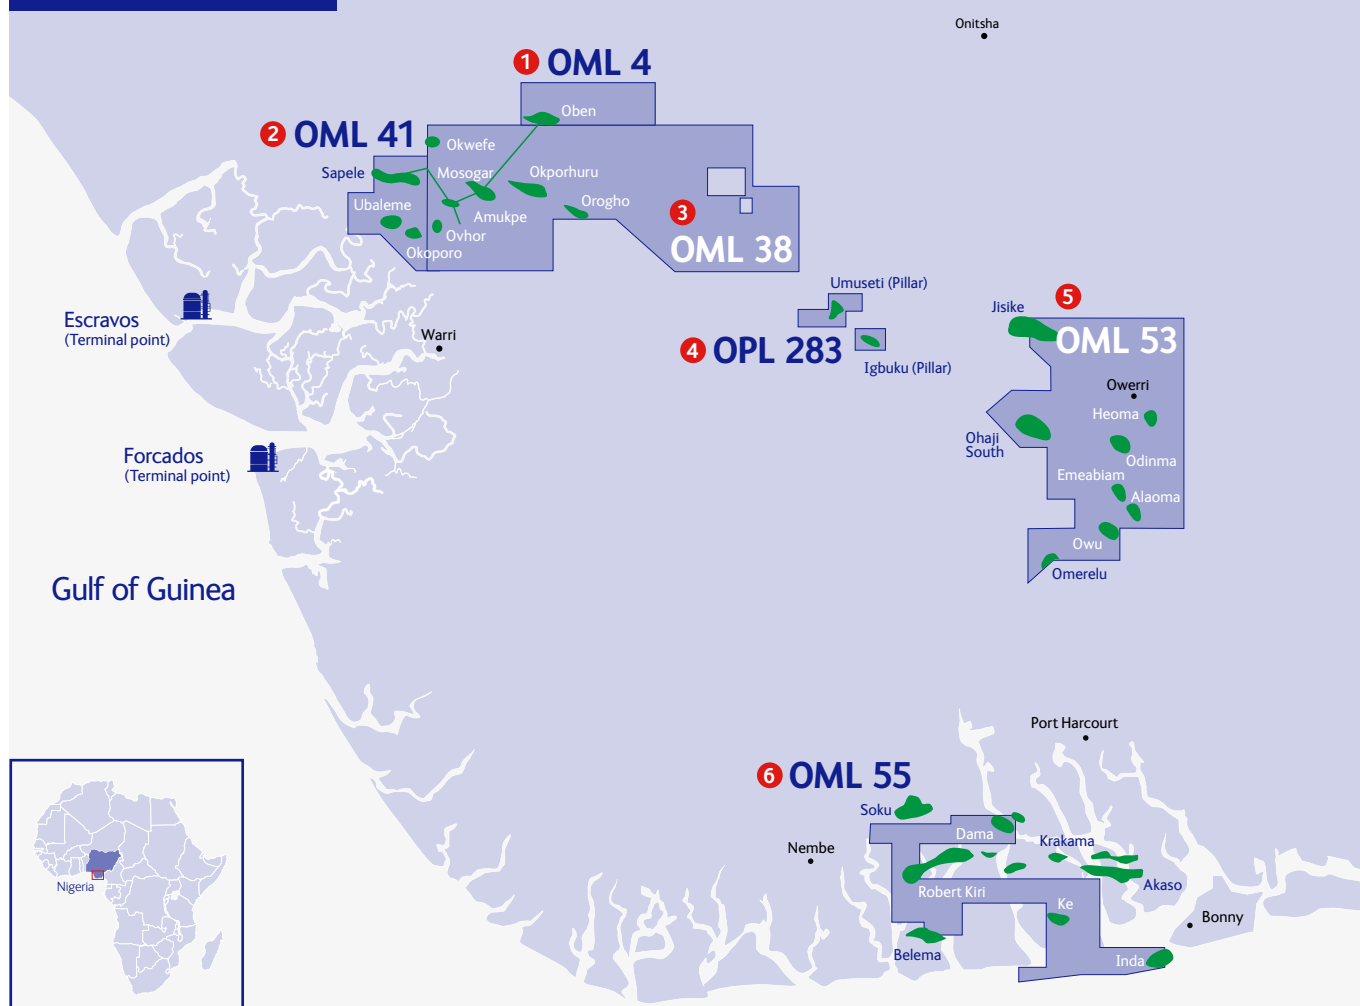 Onitsha
1 OML 4
Oben
2 OML 41
Okwefe
Sapele
Mosogar
Okporhuru
Ubaleme
Amukpe
Orogho
Ovhor
Okoporo
3
OML 38
Umuseti (Pillar)
4 OPL 283
Igbuku (Pillar)
Jisike
5
OML 53
Owerri
Heoma
Ohaji
South
Odinma
Emeabiam
Alaoma
Owu
Omerelu
Escravos
(Terminal point)
Warri
Forcados
(Terminal point)
Gulf of Guinea
Port Harcourt
6 OML 55
Soku
Dama
Krakama
Nembe
Robert Kiri
Akaso
Ke
Bonny
Belema
Inda
Nigeria